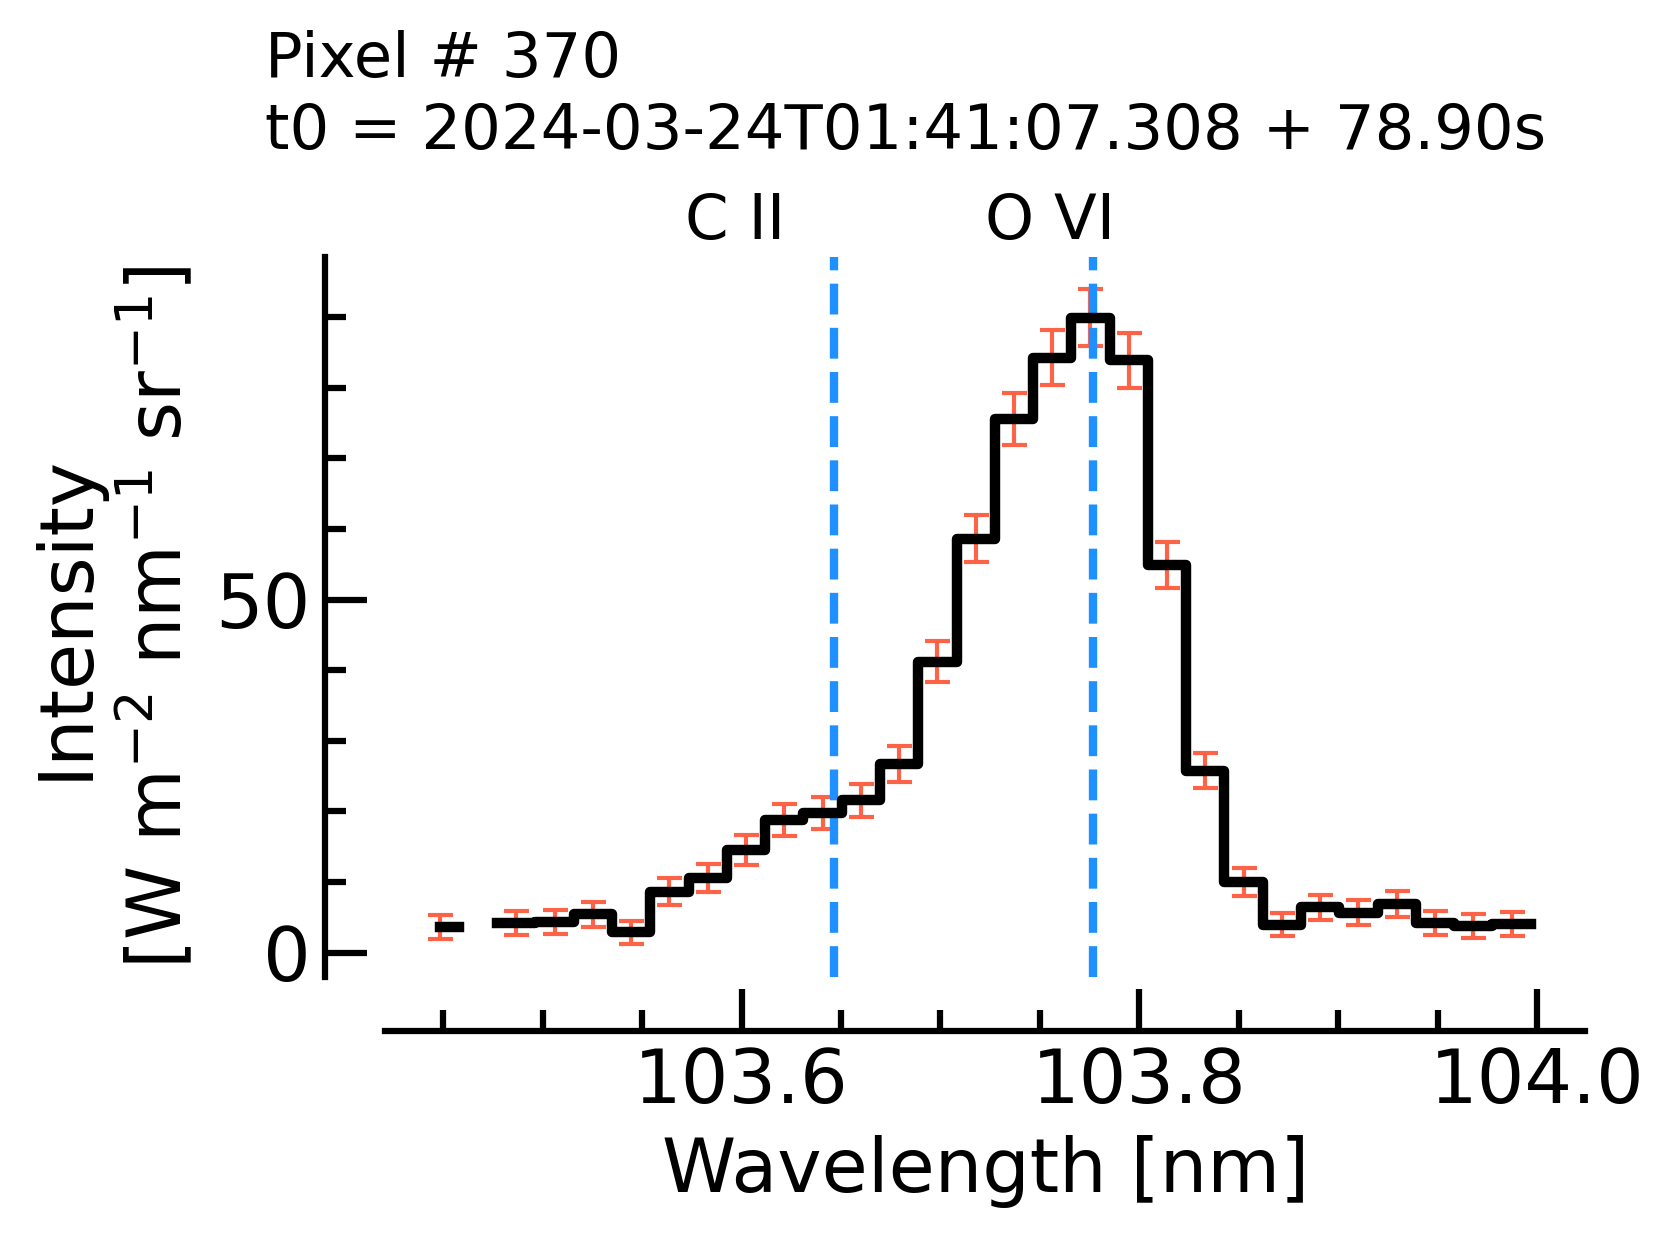 Pixel # 370
t0 = 2024-03-24T01:41:07.308 + 78.90s
C II
O VI
Intensity
[W m⁻² nm⁻¹ sr⁻¹]
50
0
103.6
103.8
104.0
Wavelength [nm]